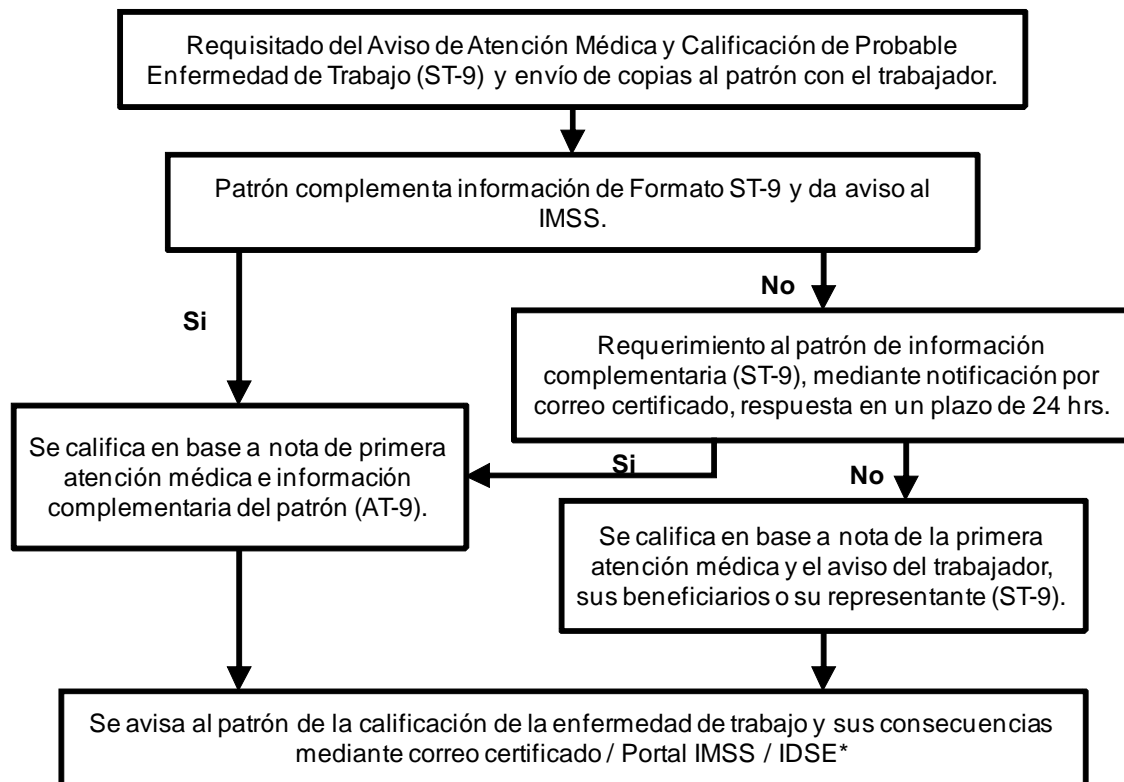 Requisitado del Aviso de Atención Médica y Calificación de Probable
Enfermedad de Trabajo (ST-9) y envío de copias al patrón con el trabajador.
Patrón complementa información de Formato ST-9 y da aviso al
IMSS.
Si
No
Requerimiento al patrón de información
complementaria (ST-9), mediante notificación por
correo certificado, respuesta en un plazo de 24 hrs.
Se califica en base a nota de primera
atención médica e información
complementaria del patrón (AT-9).
Si
No
Se califica en base a nota de la primera
atención médica y el aviso del trabajador,
sus beneficiarios o su representante (ST-9).
Se avisa al patrón de la calificación de la enfermedad de trabajo y sus consecuencias
mediante correo certificado / Portal IMSS / IDSE*